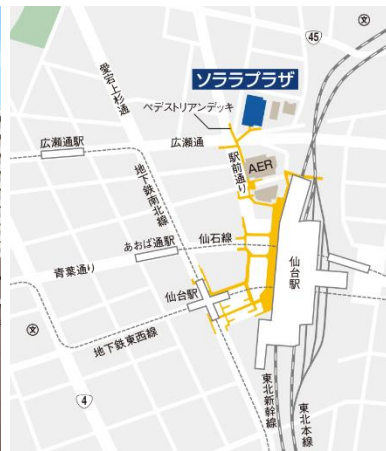 45
文
愛宕上杉通
ソララプラザ
ペデストリアンデッキ
広瀬通駅
広瀬通
駅前通り
AER
地下鉄南北線
あおば通駅
仙石線
青葉通り
仙台駅
仙台駅
文
地下鉄東西線
4
東北新幹線
東北本線